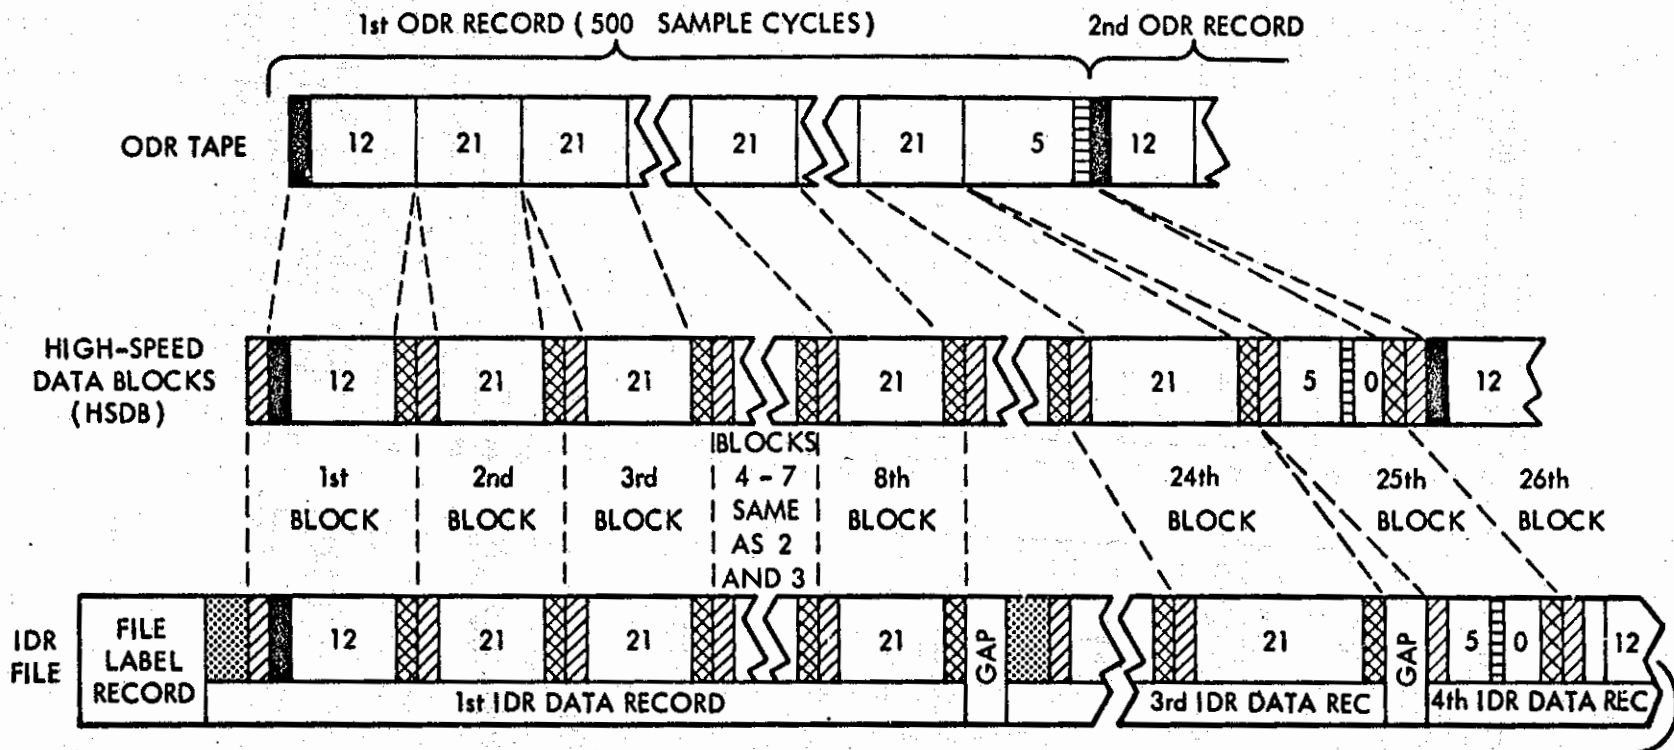 1st ODR RECORD (500 SAMPLE CYCLES)
2nd ODR RECORD
ODR TAPE
12
21
21
21
21
5
12
HIGH-SPEED
DATA BLOCKS
(HSDB)
12
21
21
21
21
5
0
12
1st
BLOCK
2nd
BLOCK
3rd
BLOCK
BLOCKS
4 - 7
SAME
AS 2
AND 3
8th
BLOCK
24th
BLOCK
25th
BLOCK
26th
BLOCK
IDR
FILE
FILE
LABEL
RECORD
12
21
21
21
GAP
21
GAP
5
0
12
1st IDR DATA RECORD
3rd IDR DATA REC
4th IDR DATA REC